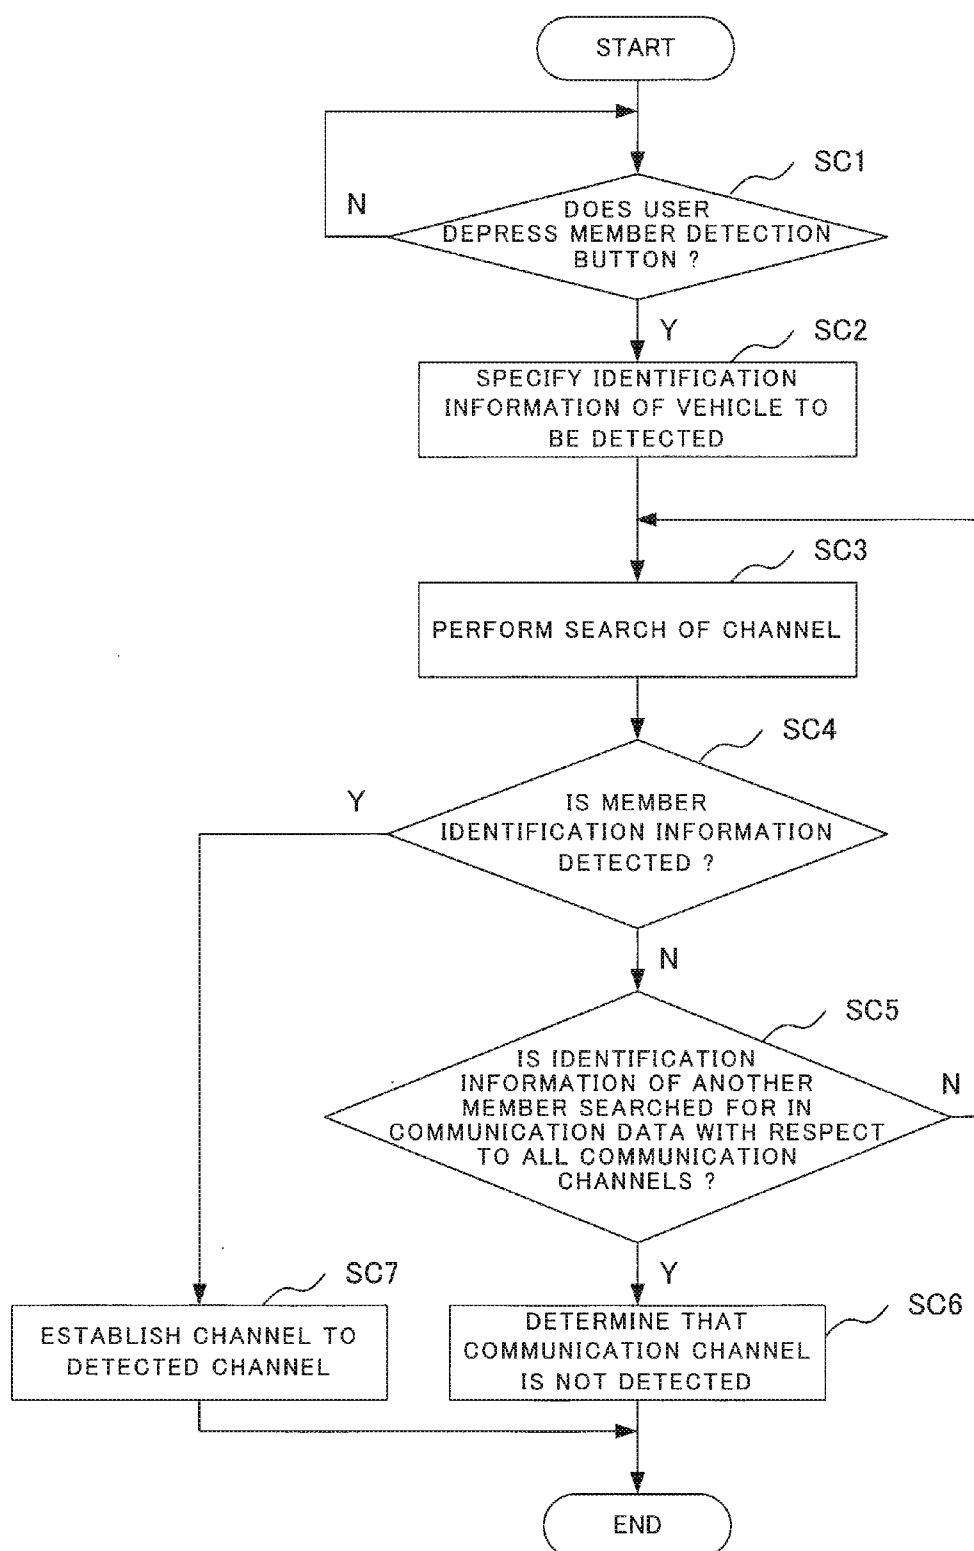 START
SC1
N
DOES USER
DEPRESS MEMBER DETECTION
BUTTON ?
Y
SC2
SPECIFY IDENTIFICATION
INFORMATION OF VEHICLE TO
BE DETECTED
SC3
PERFORM SEARCH OF CHANNEL
SC4
Y
IS MEMBER
IDENTIFICATION INFORMATION
DETECTED ?
N
SC5
IS IDENTIFICATION
INFORMATION OF ANOTHER
MEMBER SEARCHED FOR IN
COMMUNICATION DATA WITH RESPECT
TO ALL COMMUNICATION
CHANNELS ?
N
Y
SC7
ESTABLISH CHANNEL TO
DETECTED CHANNEL
SC6
DETERMINE THAT
COMMUNICATION CHANNEL
IS NOT DETECTED
END